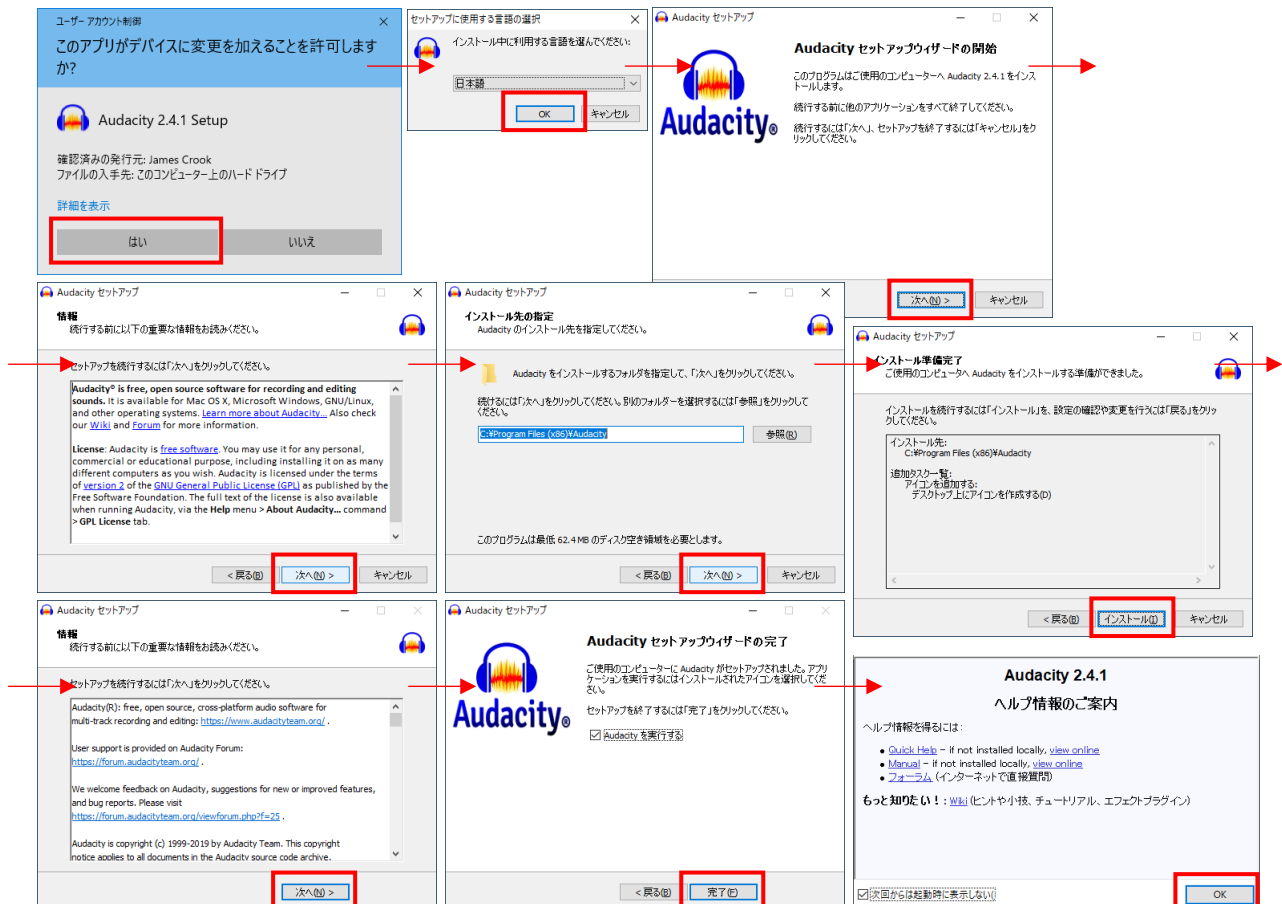 ユーザー アカウント制御
このアプリがデバイスに変更を加えることを許可します
か?
Audacity 2.4.1 Setup
確認済みの発行元: James Crook
ファイルの入手先: このコンピューター上のハード ドライブ
詳細を表示
はい
いいえ
セットアップに使用する言語の選択
インストール中に利用する言語を選んでください:
日本語
OK
キャンセル
Audacity セットアップ
Audacity®
Audacity セットアップウィザードの開始
このプログラムはご使用のコンピューターへ Audacity 2.4.1 をインス
トールします。
続行する前に他のアプリケーションをすべて終了してください。
続行するには「次へ」、セットアップを終了するには「キャンセル」をク
リックしてください。
次へ(N) >
キャンセル
Audacity セットアップ
情報
続行する前に以下の重要な情報をお読みください。
セットアップを続行するには「次へ」をクリックしてください。
Audacity® is free, open source software for recording and editing
sounds. It is available for Mac OS X, Microsoft Windows, GNU/Linux,
and other operating systems. Learn more about Audacity... Also check
our Wiki and Forum for more information.
License: Audacity is free software. You may use it for any personal,
commercial or educational purpose, including installing it on as many
different computers as you wish. Audacity is licensed under the terms
of version 2 of the GNU General Public License (GPL) as published by the
Free Software Foundation. The full text of the license is also available
when running Audacity, via the Help menu > About Audacity... command
> GPL License tab.
< 戻る(B)
次へ(N) >
キャンセル
Audacity セットアップ
インストール先の指定
Audacity のインストール先を指定してください。
Audacity をインストールするフォルダを指定して、「次へ」をクリックしてください。
続けるには「次へ」をクリックしてください。別のフォルダーを選択するには「参照」をクリックして
ください。
C:¥Program Files (x86)¥Audacity
参照(R)
このプログラムは最低 62.4 MB のディスク空き領域を必要とします。
< 戻る(B)
次へ(N) >
キャンセル
Audacity セットアップ
インストール準備完了
ご使用のコンピュータへ Audacity をインストールする準備ができました。
インストールを続行するには「インストール」を、設定の確認や変更を行うには「戻る」をクリッ
クしてください。
インストール先:
C:¥Program Files (x86)¥Audacity
追加タスク一覧:
アイコンを追加する:
デスクトップ上にアイコンを作成する(D)
< 戻る(B)
インストール(I)
キャンセル
Audacity セットアップ
情報
続行する前に以下の重要な情報をお読みください。
セットアップを続行するには「次へ」をクリックしてください。
Audacity(R): free, open source, cross-platform audio software for
multi-track recording and editing: https://www.audacityteam.org/ .
User support is provided on Audacity Forum:
https://forum.audacityteam.org/ .
We welcome feedback on Audacity, suggestions for new or improved features,
and bug reports. Please visit
https://forum.audacityteam.org/viewforum.php?f=25 .
Audacity is copyright (c) 1999-2019 by Audacity Team. This copyright
notice applies to all documents in the Audacity source code archive.
次へ(N) >
Audacity セットアップ
Audacity®
Audacity セットアップウィザードの完了
ご使用のコンピューターに Audacity がセットアップされました。アプリ
ケーションを実行するにはインストールされたアイコンを選択してくだ
さい。
セットアップを終了するには「完了」をクリックしてください。
Audacity を実行する
< 戻る(B)
完了(F)
Audacity 2.4.1
ヘルプ情報のご案内
ヘルプ情報を得るには:
Quick Help - if not installed locally, view online
Manual - if not installed locally, view online
フォーラム (インターネットで直接質問)
もっと知りたい！: Wiki (ヒントや小技、チュートリアル、エフェクトプラグイン)
次回からは起動時に表示しない(
OK